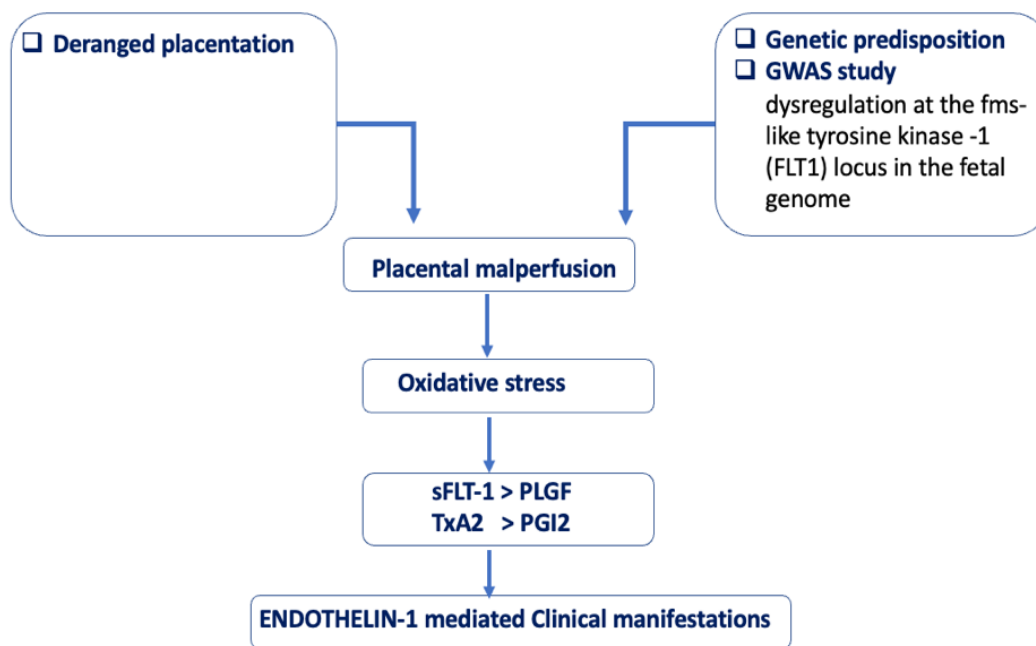 ❑ Deranged placentation
❑ Genetic predisposition
❑ GWAS study
dysregulation at the fms-
like tyrosine kinase -1
(FLT1) locus in the fetal
genome
Placental malperfusion
Oxidative stress
sFLT-1 > PLGF
TxA2 > PGI2
ENDOTHELIN-1 mediated Clinical manifestations